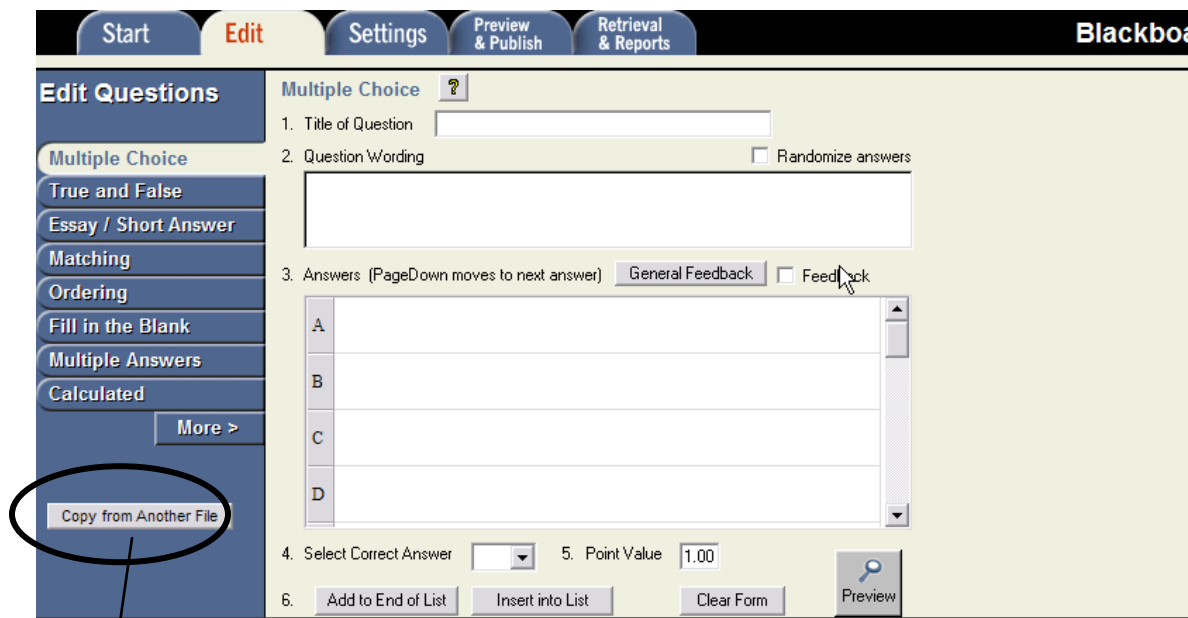 Start Edit Settings Preview & Publish Retrieval & Reports
Edit Questions
Multiple Choice
True and False
Essay / Short Answer
Matching
Ordering
Fill in the Blank
Multiple Answers
Calculated
More >
Copy from Another File
Multiple Choice ?
1. Title of Question
2. Question Wording Randomize answers
3. Answers (PageDown moves to next answer) General Feedback Feedback
A
B
C
D
4. Select Correct Answer 5. Point Value 1.00
6. Add to End of List Insert into List Clear Form Preview